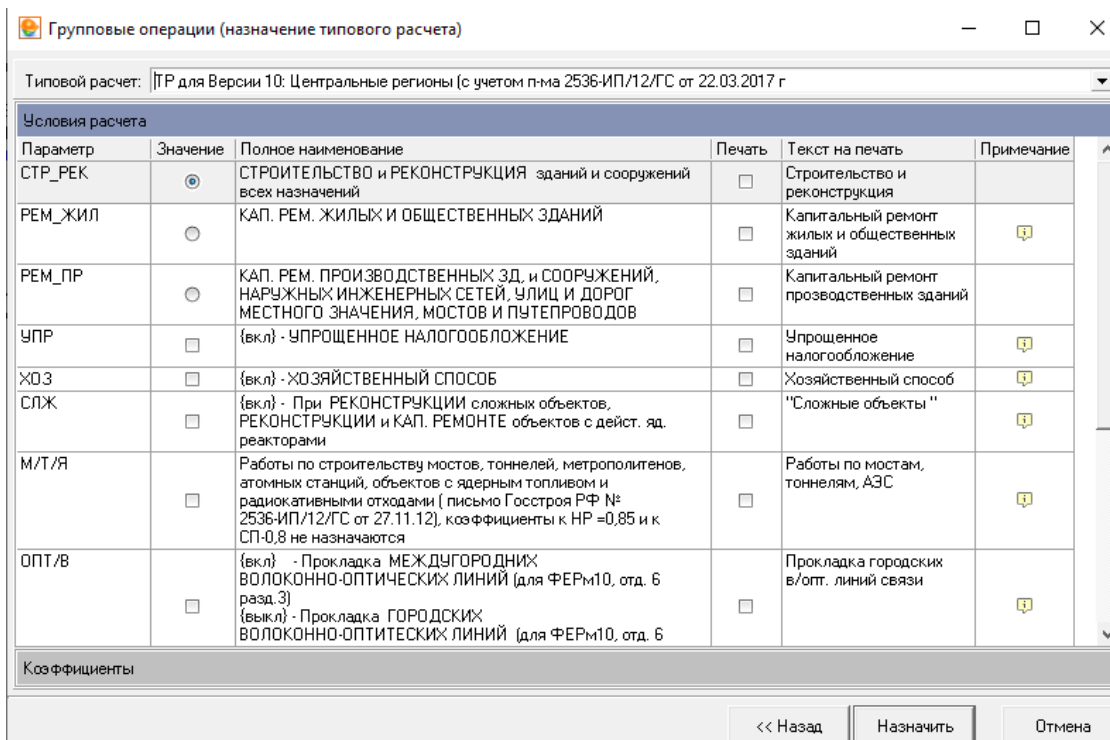 Групповые операции (назначение типового расчета)
Типовой расчет: ТР для Версии 10: Центральные регионы (с учетом п-ма 2536-ИП/12/ГС от 22.03.2017 г
Условия расчета
Параметр Значение Полное наименование Печать Текст на печать Примечание
СТР_РЕК СТРОИТЕЛЬСТВО и РЕКОНСТРУКЦИЯ зданий и сооружений Строительство и
всех назначений реконструкция
РЕМ_ЖИЛ КАП. РЕМ. ЖИЛЫХ И ОБЩЕСТВЕННЫХ ЗДАНИЙ Капитальный ремонт
жилых и общественных
зданий
РЕМ_ПР КАП. РЕМ. ПРОИЗВОДСТВЕННЫХ ЗД, и СООРУЖЕНИЙ, Капитальный ремонт
НАРУЖНЫХ ИНЖЕНЕРНЫХ СЕТЕЙ, УЛИЦ И ДОРОГ прозводственных зданий
МЕСТНОГО ЗНАЧЕНИЯ, МОСТОВ И ПУТЕПРОВОДОВ
УПР {вкл} - УПРОЩЕННОЕ НАЛОГООБЛОЖЕНИЕ Упрощенное
налогообложение
ХОЗ {вкл} - ХОЗЯЙСТВЕННЫЙ СПОСОБ Хозяйственный способ
СЛЖ {вкл} - При РЕКОНСТРУКЦИИ сложных объектов, "Сложные объекты "
РЕКОНСТРУКЦИИ и КАП. РЕМОНТЕ объектов с дейст. яд.
реакторами
М/Т/Я Работы по строительству мостов, тоннелей, метрополитенов, Работы по мостам,
атомных станций, объектов с ядерным топливом и тоннелям, АЭС
радиокативными отходами ( письмо Госстроя РФ №
2536-ИП/12/ГС от 27.11.12), коэффициенты к НР =0,85 и к
СП-0,8 не назначаются
ОПТ/В {вкл} - Прокладка МЕЖДУГОРОДНИХ Прокладка городских
ВОЛОКОННО-ОПТИЧЕСКИХ ЛИНИЙ (для ФЕРм10, отд. 6 в/опт. линий связи
разд.3)
{выкл} - Прокладка ГОРОДСКИХ
ВОЛОКОННО-ОПТИТЕСКИХ ЛИНИЙ (для ФЕРм10, отд. 6
Коэффициенты
<< Назад Назначить Отмена